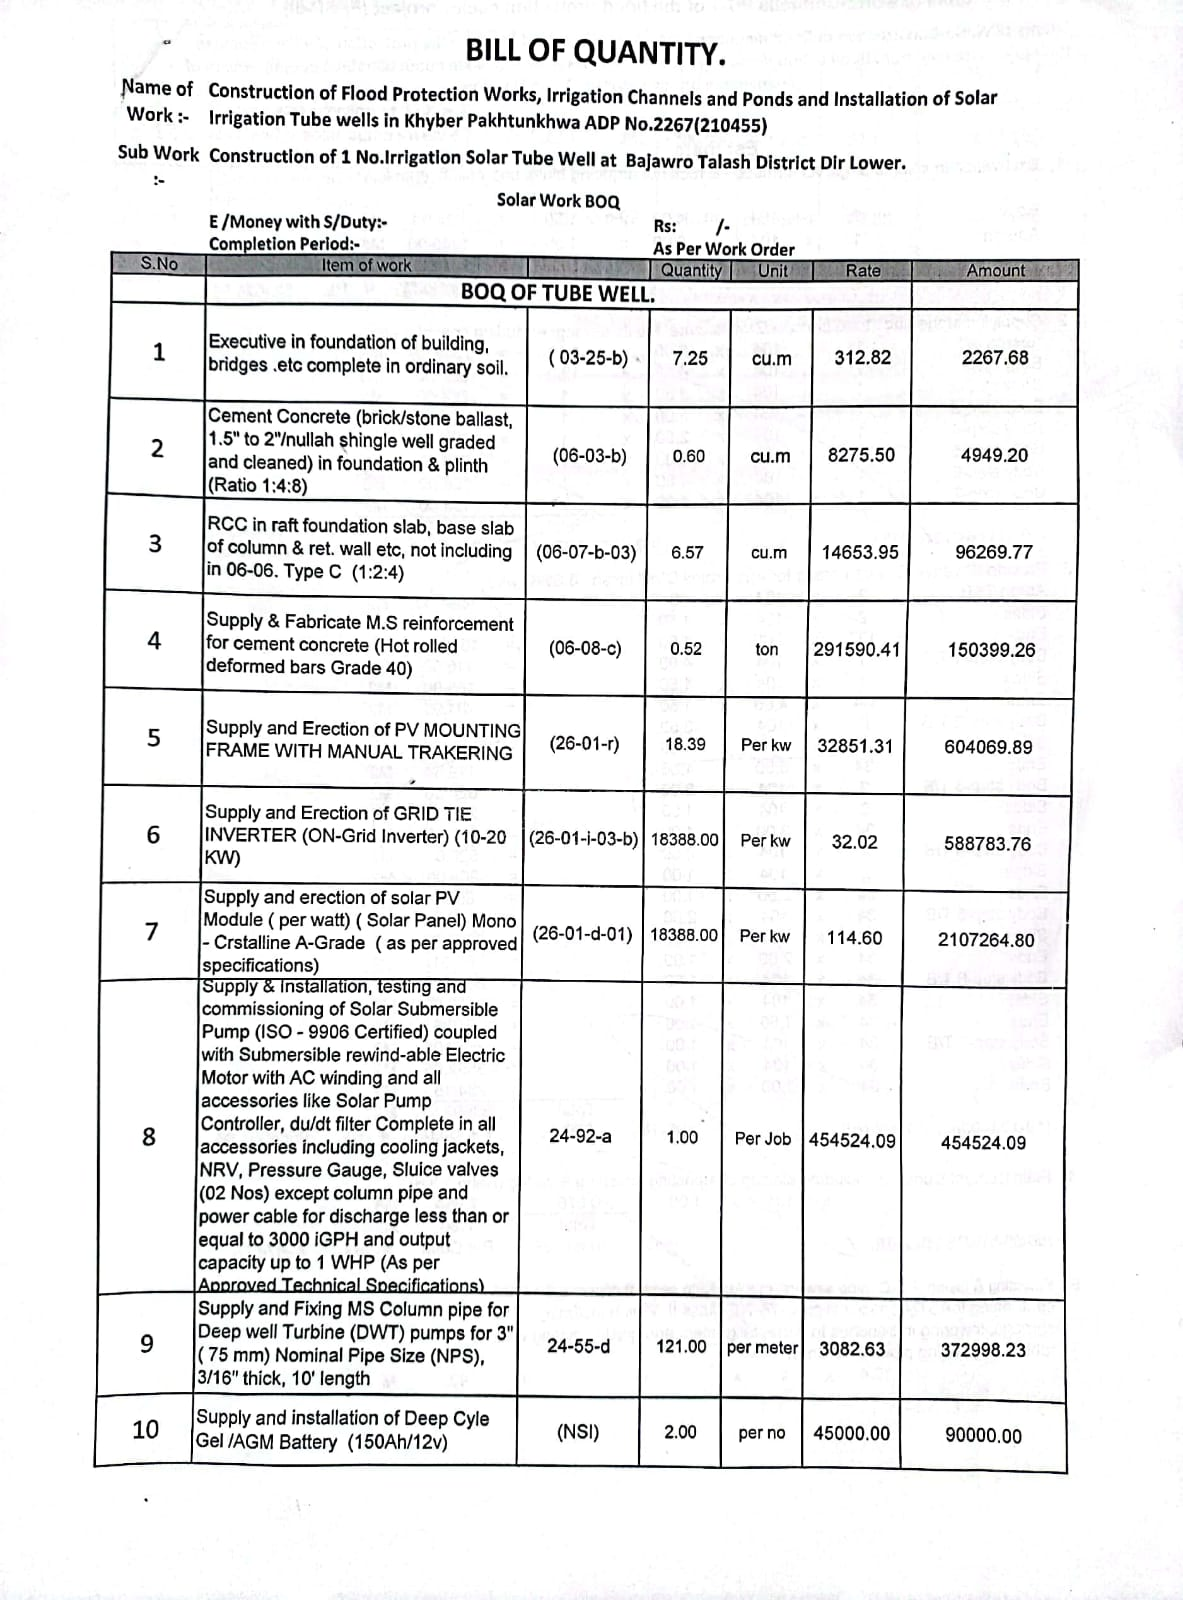 BILL OF QUANTITY.
Name of Construction of Flood Protection Works, Irrigation Channels and Ponds and Installation of Solar
Work :- Irrigation Tube wells in Khyber Pakhtunkhwa ADP No.2267(210455)
Sub Work Construction of 1 No.Irrigation Solar Tube Well at Bajawro Talash District Dir Lower.
:-
Solar Work BOQ
E /Money with S/Duty:- Rs: /-
Completion Period:- As Per Work Order
S.No Item of work Quantity Unit Rate Amount
BOQ OF TUBE WELL.
1 Executive in foundation of building,
bridges .etc complete in ordinary soil. ( 03-25-b) 7.25 cu.m 312.82 2267.68
Cement Concrete (brick/stone ballast,
1.5" to 2"/nullah shingle well graded
2 and cleaned) in foundation & plinth (06-03-b) 0.60 cu.m 8275.50 4949.20
(Ratio 1:4:8)
RCC in raft foundation slab, base slab
3 of column & ret. wall etc, not including (06-07-b-03) 6.57 cu.m 14653.95 96269.77
in 06-06. Type C (1:2:4)
Supply & Fabricate M.S reinforcement
4 for cement concrete (Hot rolled (06-08-c) 0.52 ton 291590.41 150399.26
deformed bars Grade 40)
5 Supply and Erection of PV MOUNTING
FRAME WITH MANUAL TRAKERING (26-01-r) 18.39 Per kw 32851.31 604069.89
Supply and Erection of GRID TIE
6 INVERTER (ON-Grid Inverter) (10-20 (26-01-i-03-b) 18388.00 Per kw 32.02 588783.76
KW)
Supply and erection of solar PV
Module ( per watt) ( Solar Panel) Mono
7 - Crstalline A-Grade ( as per approved (26-01-d-01) 18388.00 Per kw 114.60 2107264.80
specifications)
Supply & Installation, testing and
commissioning of Solar Submersible
Pump (ISO - 9906 Certified) coupled
with Submersible rewind-able Electric
Motor with AC winding and all
accessories like Solar Pump
Controller, du/dt filter Complete in all
8 accessories including cooling jackets, 24-92-a 1.00 Per Job 454524.09 454524.09
NRV, Pressure Gauge, Sluice valves
(02 Nos) except column pipe and
power cable for discharge less than or
equal to 3000 iGPH and output
capacity up to 1 WHP (As per
Approved Technical Specifications)
Supply and Fixing MS Column pipe for
Deep well Turbine (DWT) pumps for 3"
9 ( 75 mm) Nominal Pipe Size (NPS), 24-55-d 121.00 per meter 3082.63 372998.23
3/16" thick, 10' length
10 Supply and installation of Deep Cyle
Gel /AGM Battery (150Ah/12v) (NSI) 2.00 per no 45000.00 90000.00